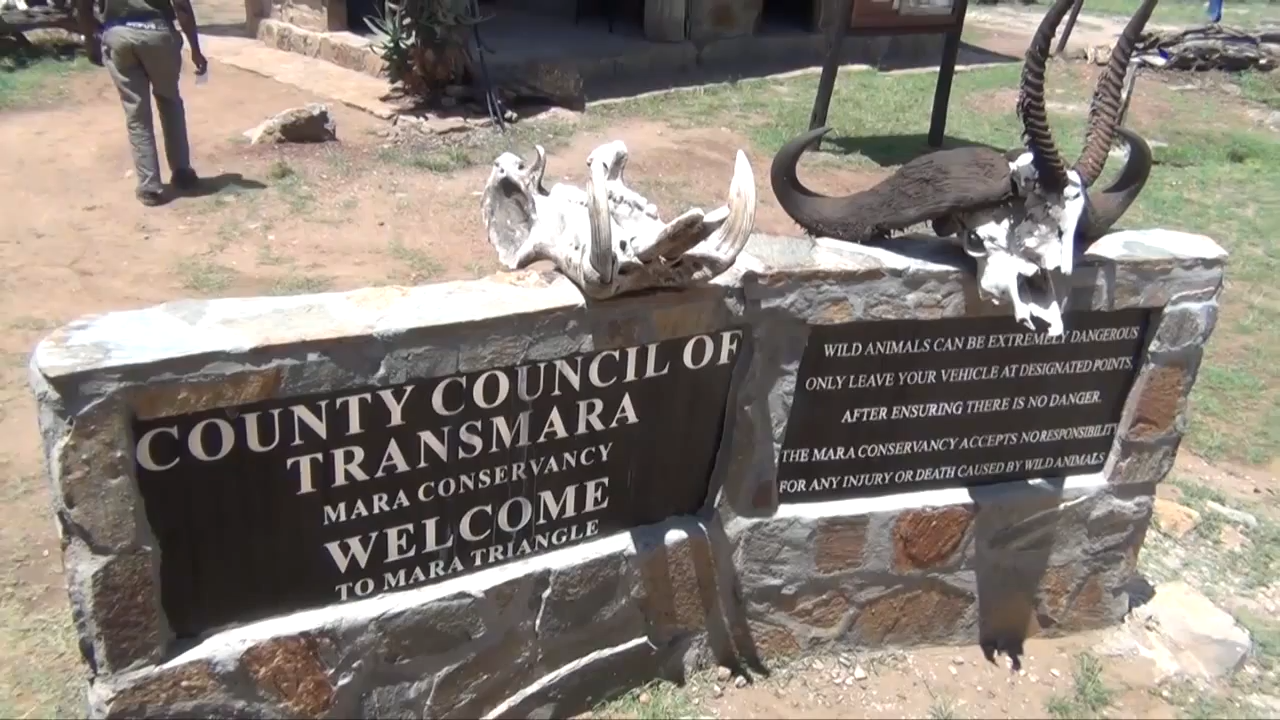 COUNTY COUNCIL OF
TRANSMARA
MARA CONSERVANCY
WELCOME
TO MARA TRIANGLE
WILD ANIMALS CAN BE EXTREMELY DANGEROUS
ONLY LEAVE YOUR VEHICLE AT DESIGNATED POINTS,
AFTER ENSURING THERE IS NO DANGER.
THE MARA CONSERVANCY ACCEPTS NO RESPONSIBILITY
FOR ANY INJURY OR DEATH CAUSED BY WILD ANIMALS